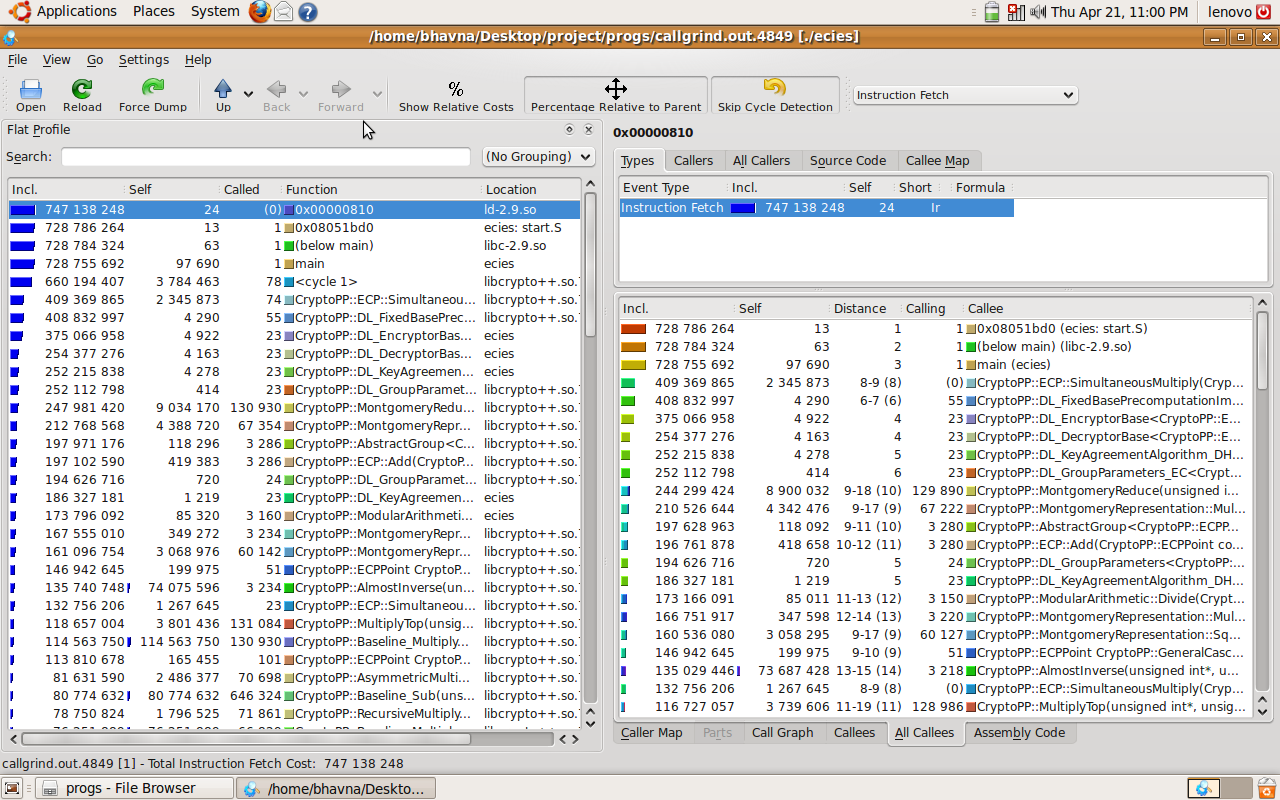 Applications Places System Thu Apr 21, 11:00 PM lenovo
/home/bhavna/Desktop/project/progs/callgrind.out.4849 [./ecies]
File View Go Settings Help
Open Reload Force Dump Up Back Forward % Show Relative Costs Percentage Relative to Parent Skip Cycle Detection Instruction Fetch
Flat Profile
Search: (No Grouping)
Incl. Self Called Function Location
747 138 248 24 (0) 0x00000810 ld-2.9.so
728 786 264 13 1 0x08051bd0 ecies: start.S
728 784 324 63 1 (below main) libc-2.9.so
728 755 692 97 690 1 main ecies
660 194 407 3 784 463 78 <cycle 1> libcrypto++.so.
409 369 865 2 345 873 74 CryptoPP::ECP::Simultaneou... libcrypto++.so.
408 832 997 4 290 55 CryptoPP::DL_FixedBasePrec... libcrypto++.so.
375 066 958 4 922 23 CryptoPP::DL_EncryptorBas... ecies
254 377 276 4 163 23 CryptoPP::DL_DecryptorBas... ecies
252 215 838 4 278 23 CryptoPP::DL_KeyAgreemen... ecies
252 112 798 414 23 CryptoPP::DL_GroupParamet... libcrypto++.so.
247 981 420 9 034 170 130 930 CryptoPP::MontgomeryRedu... libcrypto++.so.
212 768 568 4 388 720 67 354 CryptoPP::MontgomeryRepr... libcrypto++.so.
197 971 176 118 296 3 286 CryptoPP::AbstractGroup<C... libcrypto++.so.
197 102 590 419 383 3 286 CryptoPP::ECP::Add(CryptoP... libcrypto++.so.
194 626 716 720 24 CryptoPP::DL_GroupParamet... libcrypto++.so.
186 327 181 1 219 23 CryptoPP::DL_KeyAgreemen... ecies
173 796 092 85 320 3 160 CryptoPP::ModularArithmeti... ecies
167 555 010 349 272 3 234 CryptoPP::MontgomeryRepr... libcrypto++.so.
161 096 754 3 068 976 60 142 CryptoPP::MontgomeryRepr... libcrypto++.so.
146 942 645 199 975 51 CryptoPP::ECPPoint CryptoP... libcrypto++.so.
135 740 748 74 075 596 3 234 CryptoPP::AlmostInverse(un... libcrypto++.so.
132 756 206 1 267 645 23 CryptoPP::ECP::Simultaneou... libcrypto++.so.
118 657 004 3 801 436 131 084 CryptoPP::MultiplyTop(unsig... libcrypto++.so.
114 563 750 114 563 750 130 930 CryptoPP::Baseline_Multiply... libcrypto++.so.
113 810 678 165 455 101 CryptoPP::ECPPoint CryptoP... libcrypto++.so.
81 631 590 2 486 377 70 698 CryptoPP::AsymmetricMulti... libcrypto++.so.
80 774 632 80 774 632 646 324 CryptoPP::Baseline_Sub(uns... libcrypto++.so.
78 750 824 1 796 525 71 861 CryptoPP::RecursiveMultiply... libcrypto++.so.
0x00000810
Types Callers All Callers Source Code Callee Map
Event Type Incl. Self Short Formula
Instruction Fetch 747 138 248 24 Ir
Incl. Self Distance Calling Callee
728 786 264 13 1 1 0x08051bd0 (ecies: start.S)
728 784 324 63 2 1 (below main) (libc-2.9.so)
728 755 692 97 690 3 1 main (ecies)
409 369 865 2 345 873 8-9 (8) (0) CryptoPP::ECP::SimultaneousMultiply(Cryp...
408 832 997 4 290 6-7 (6) 55 CryptoPP::DL_FixedBasePrecomputationIm...
375 066 958 4 922 4 23 CryptoPP::DL_EncryptorBase<CryptoPP::E...
254 377 276 4 163 4 23 CryptoPP::DL_DecryptorBase<CryptoPP::E...
252 215 838 4 278 5 23 CryptoPP::DL_KeyAgreementAlgorithm_DH...
252 112 798 414 6 23 CryptoPP::DL_GroupParameters_EC<Crypt...
244 299 424 8 900 032 9-18 (10) 129 890 CryptoPP::MontgomeryReduce(unsigned i...
210 526 644 4 342 476 9-17 (9) 67 222 CryptoPP::MontgomeryRepresentation::Mul...
197 628 963 118 092 9-11 (10) 3 280 CryptoPP::AbstractGroup<CryptoPP::ECPP...
196 761 878 418 658 10-12 (11) 3 280 CryptoPP::ECP::Add(CryptoPP::ECPPoint co...
194 626 716 720 5 24 CryptoPP::DL_GroupParameters<CryptoPP::...
186 327 181 1 219 5 23 CryptoPP::DL_KeyAgreementAlgorithm_DH...
173 166 091 85 011 11-13 (12) 3 150 CryptoPP::ModularArithmetic::Divide(Crypt...
166 751 917 347 598 12-14 (13) 3 220 CryptoPP::MontgomeryRepresentation::Mul...
160 536 080 3 058 295 9-17 (9) 60 127 CryptoPP::MontgomeryRepresentation::Sq...
146 942 645 199 975 9-10 (9) 51 CryptoPP::ECPPoint CryptoPP::GeneralCasc...
135 029 446 73 687 428 13-15 (14) 3 218 CryptoPP::AlmostInverse(unsigned int*, u...
132 756 206 1 267 645 8-9 (8) (0) CryptoPP::ECP::SimultaneousMultiply(Cryp...
116 727 057 3 739 606 11-19 (11) 128 986 CryptoPP::MultiplyTop(unsigned int*, unsig...
Caller Map Parts Call Graph Callees All Callees Assembly Code
callgrind.out.4849 [1] - Total Instruction Fetch Cost: 747 138 248
progs - File Browser /home/bhavna/Deskto...